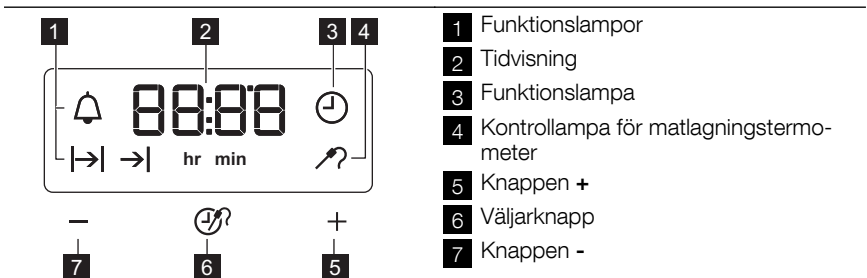 1 2 3 4
88:88
hr min
7 6 5
1 Funktionslampor
2 Tidvisning
3 Funktionslampa
4 Kontrollampa för matlagningstermo-
meter
5 Knappen +
6 Väljarknapp
7 Knappen -